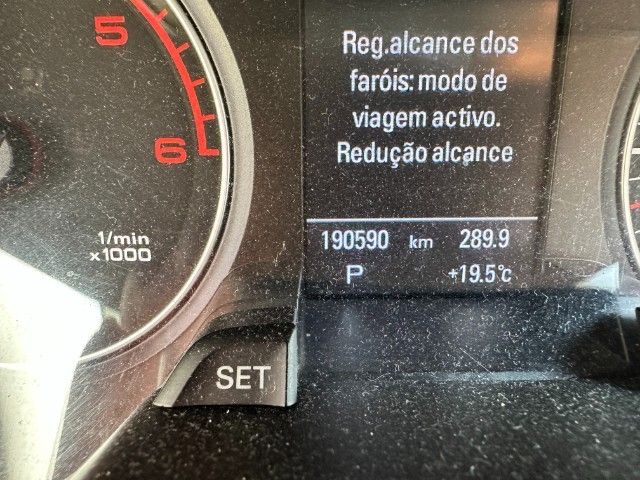 5
6
1/min
x1000
Reg.alcance dos
faróis: modo de
viagem activo.
Redução alcance
190590 km 289.9
P +19.5°c
SET